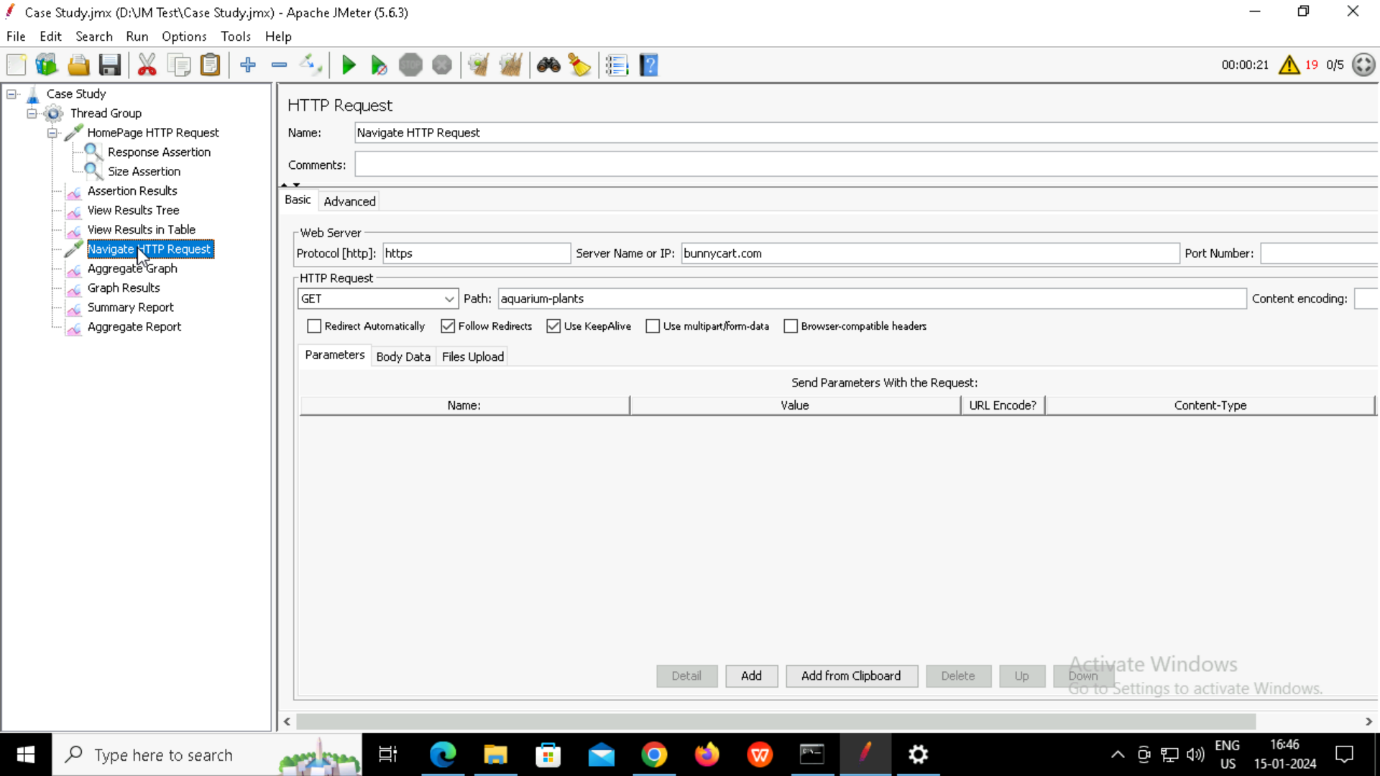 Case Study.jmx (D:\JM Test\Case Study.jmx) - Apache JMeter (5.6.3)
File Edit Search Run Options Tools Help
00:00:21 19 0/5
Case Study
Thread Group
HomePage HTTP Request
Response Assertion
Size Assertion
Assertion Results
View Results Tree
View Results in Table
Navigate HTTP Request
Aggregate Graph
Graph Results
Summary Report
Aggregate Report
HTTP Request
Name: Navigate HTTP Request
Comments:
Basic Advanced
Web Server
Protocol [http]: https Server Name or IP: bunnycart.com Port Number:
HTTP Request
GET Path: aquarium-plants Content encoding:
Redirect Automatically Follow Redirects Use KeepAlive Use multipart/form-data Browser-compatible headers
Parameters Body Data Files Upload
Send Parameters With the Request:
Name: Value URL Encode? Content-Type
Detail Add Add from Clipboard Delete Up Down
Activate Windows
Go to Settings to activate Windows.
Type here to search
ENG 16:46
US 15-01-2024